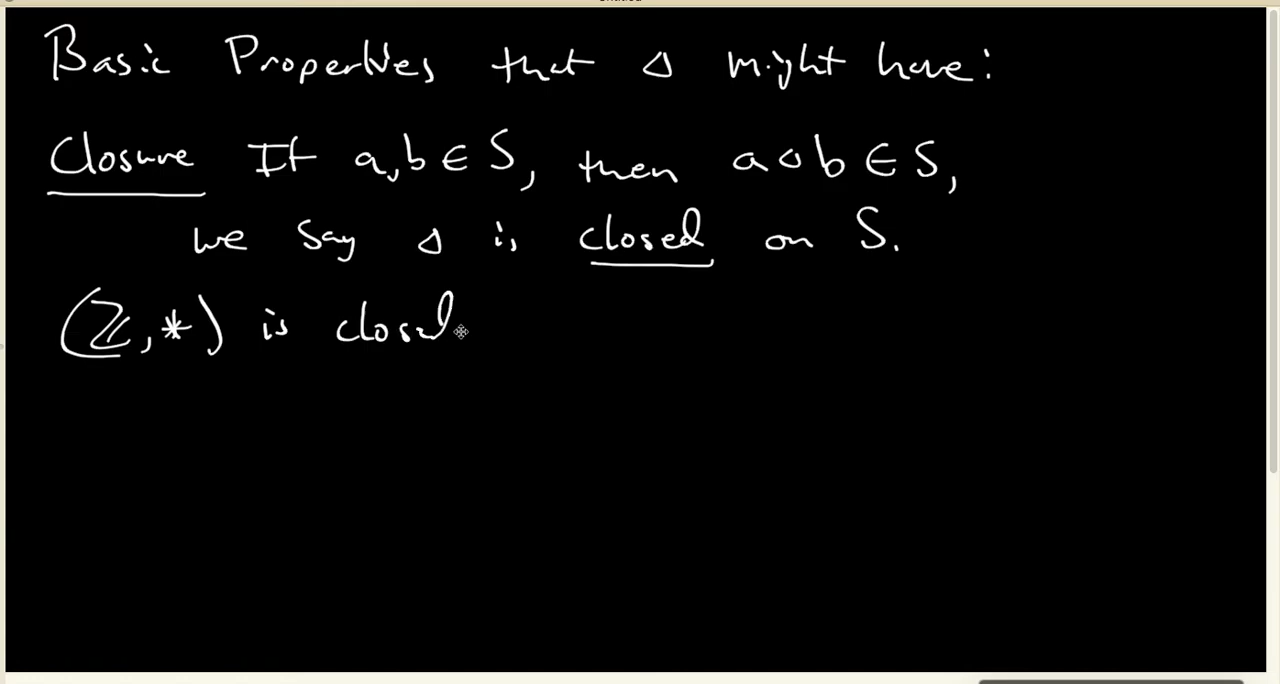 Basic Properties that △ might have:
Closure If a,b ∈ S, then a △ b ∈ S,
we say △ is closed on S.
(ℤ, *) is closed